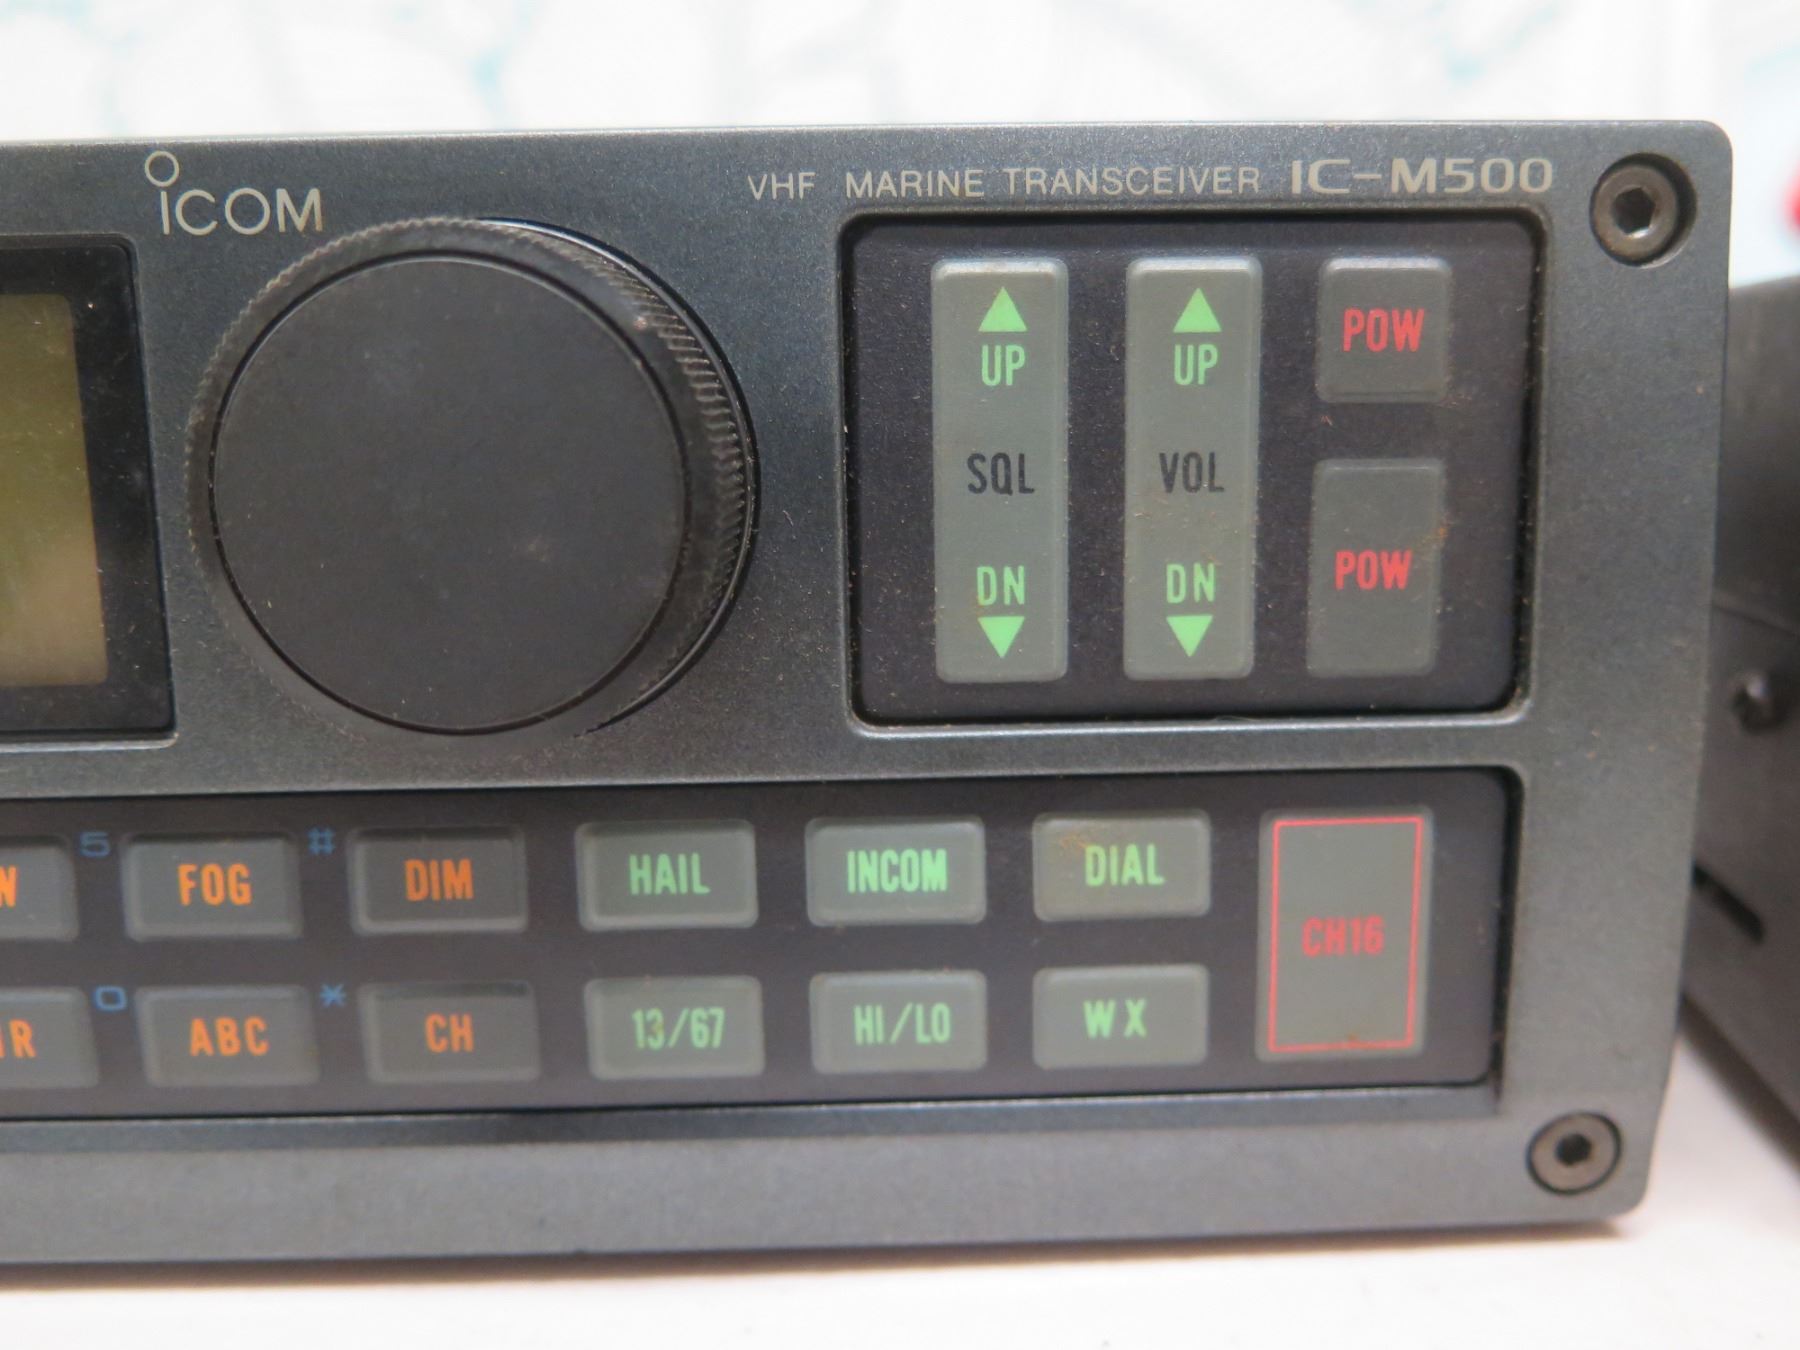 ICOM
VHF MARINE TRANSCEIVER IC-M500
UP UP POW
SQL VOL
DN DN POW
5 FOG # DIM HAIL INCOM DIAL
CH16
0 ABC * CH 13/67 HI/LO WX